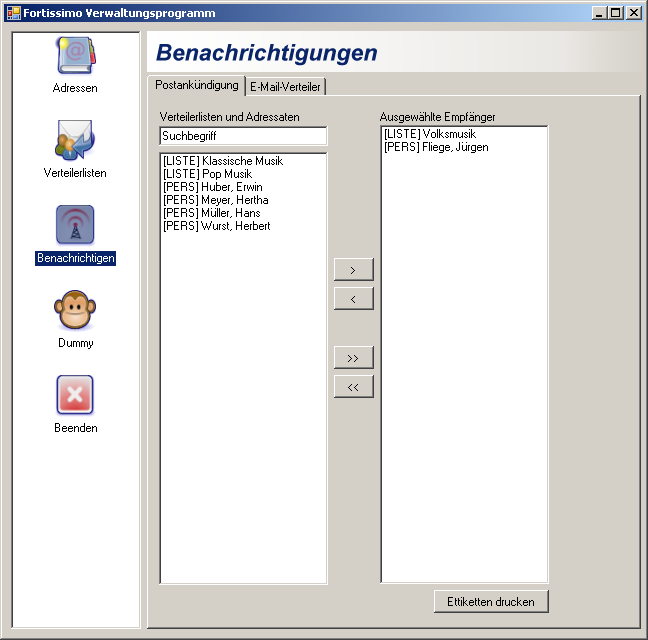 Fortissimo Verwaltungsprogramm
Adressen
Verteilerlisten
Benachrichtigen
Dummy
Beenden
Benachrichtigungen
Postankündigung
E-Mail-Verteiler
Verteilerlisten und Adressaten
Suchbegriff
[LISTE] Klassische Musik
[LISTE] Pop Musik
[PERS] Huber, Erwin
[PERS] Meyer, Hertha
[PERS] Müller, Hans
[PERS] Wurst, Herbert
>
<
>>
<<
Ausgewählte Empfänger
[LISTE] Volksmusik
[PERS] Fliege, Jürgen
Ettiketten drucken